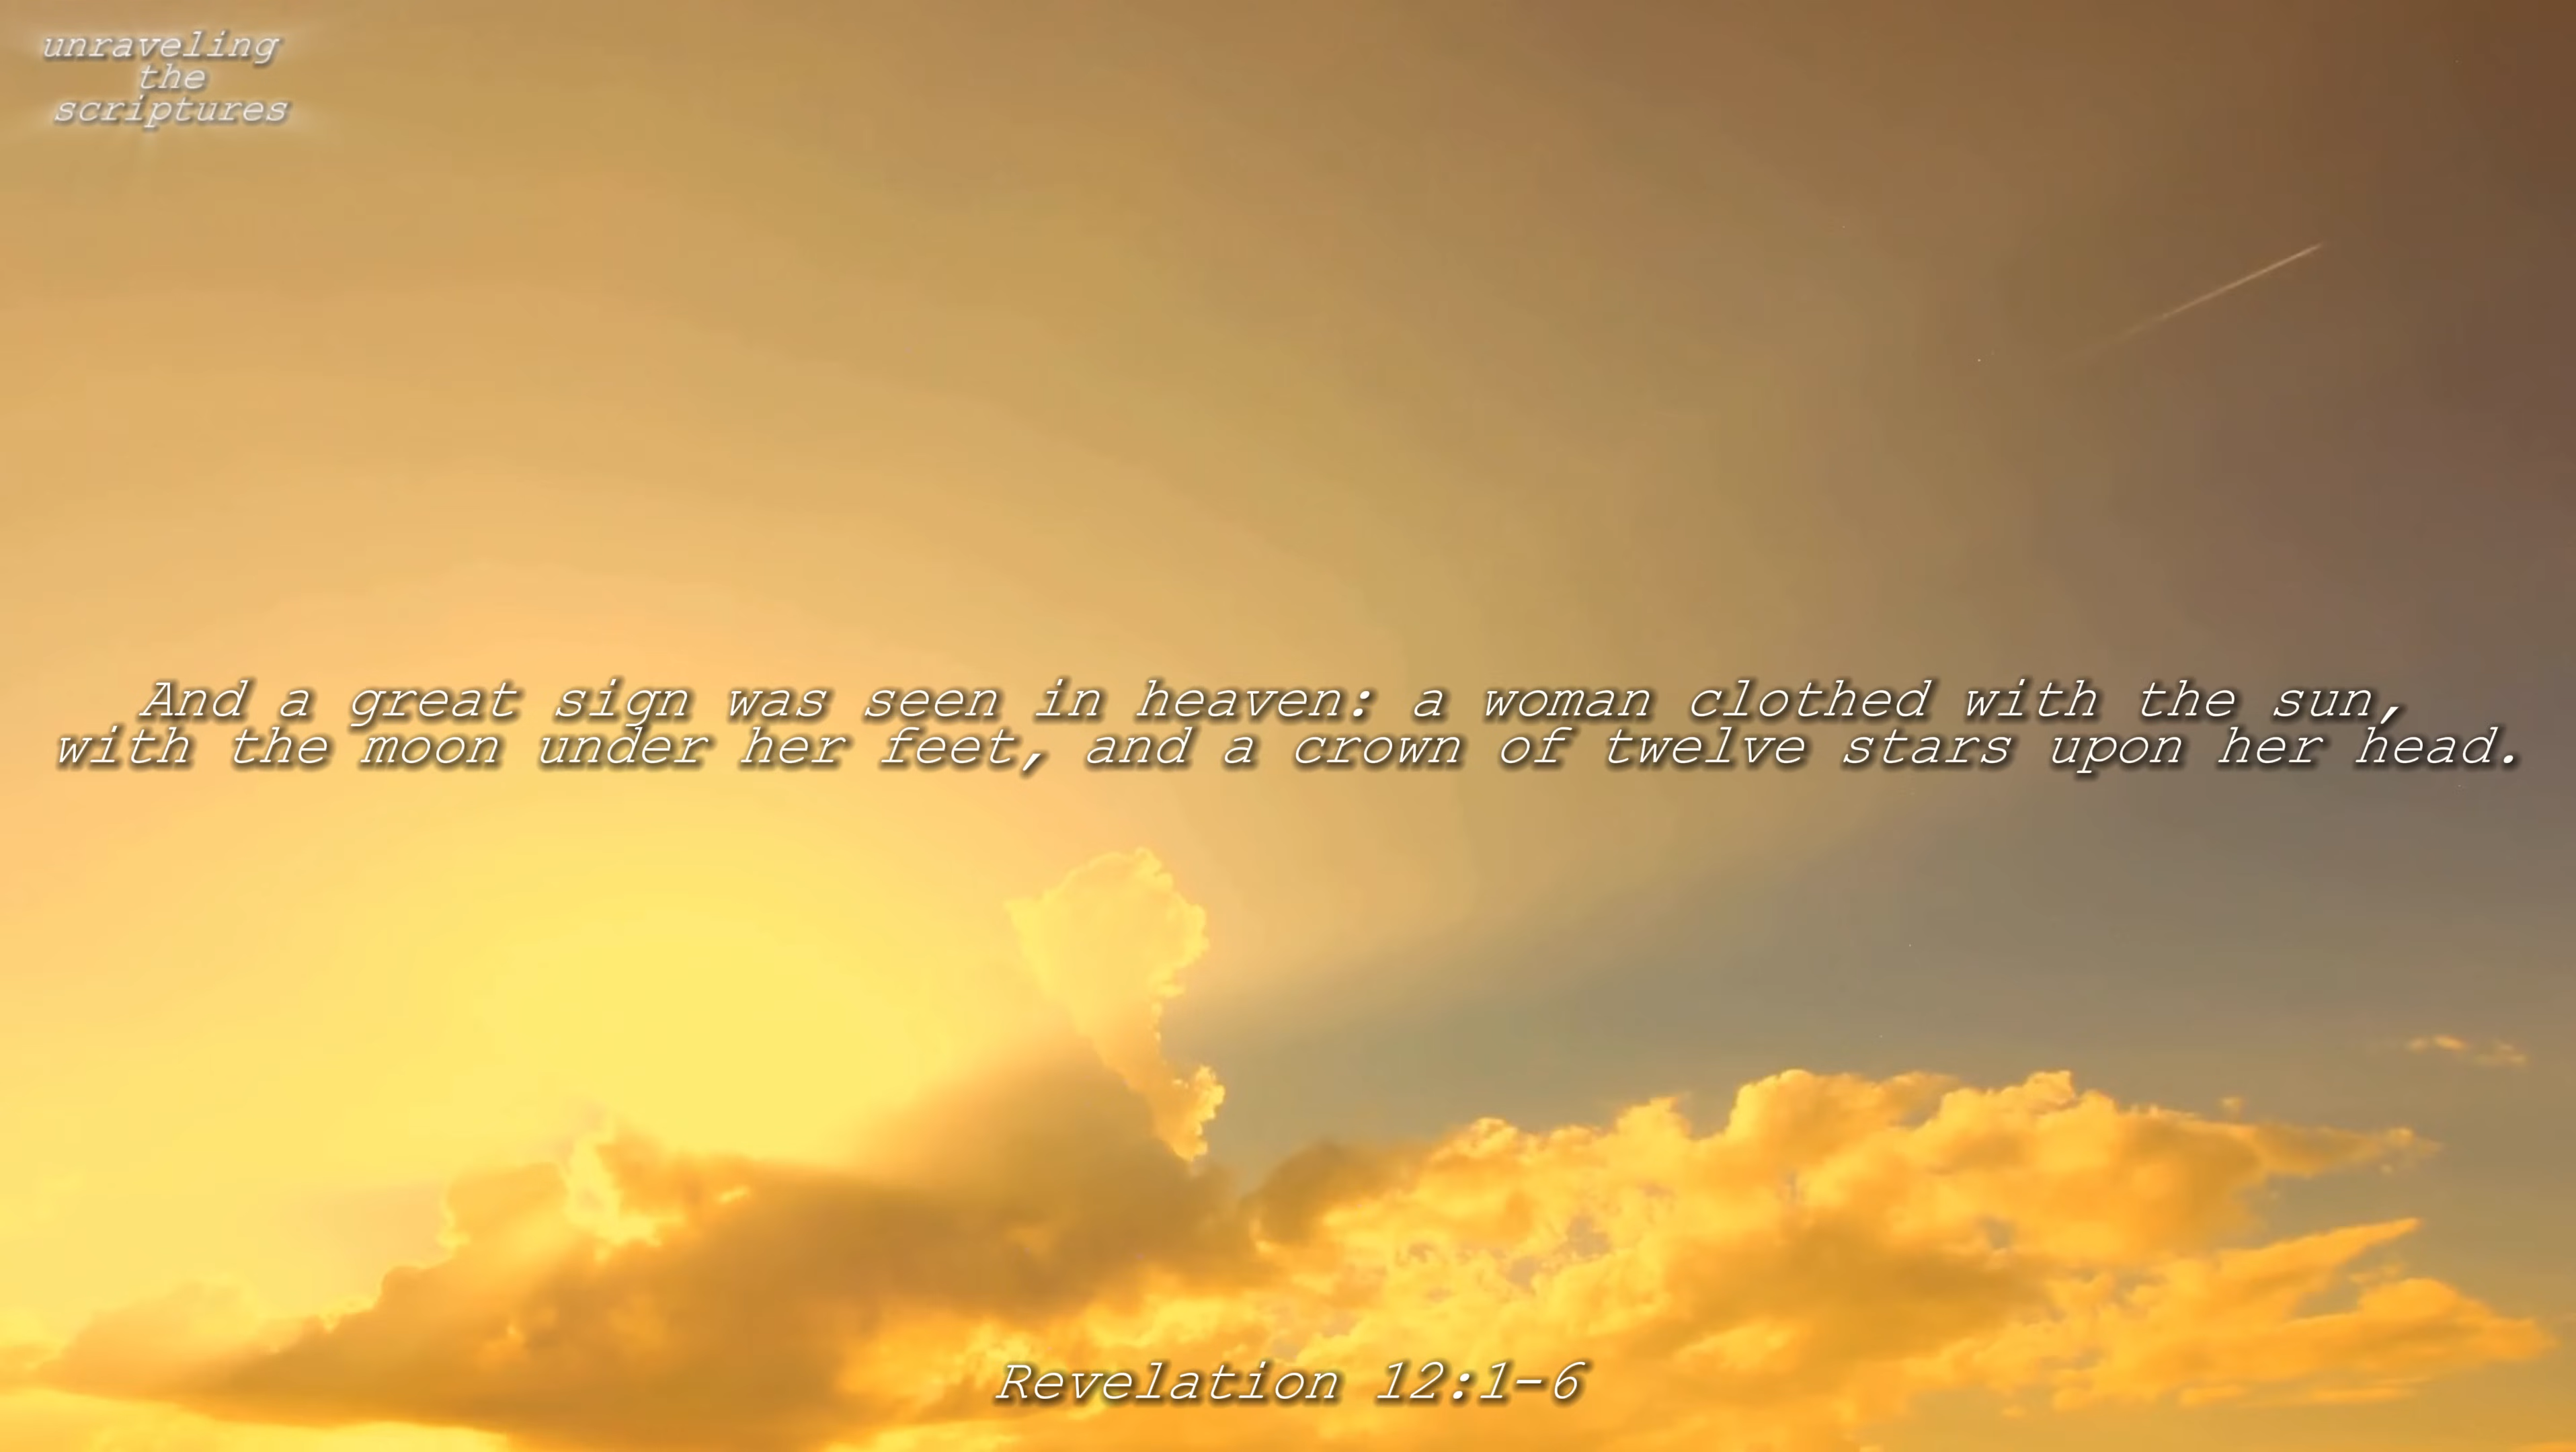 unraveling
the
scriptures
And a great sign was seen in heaven: a woman clothed with the sun,
with the moon under her feet, and a crown of twelve stars upon her head.
Revelation 12:1-6